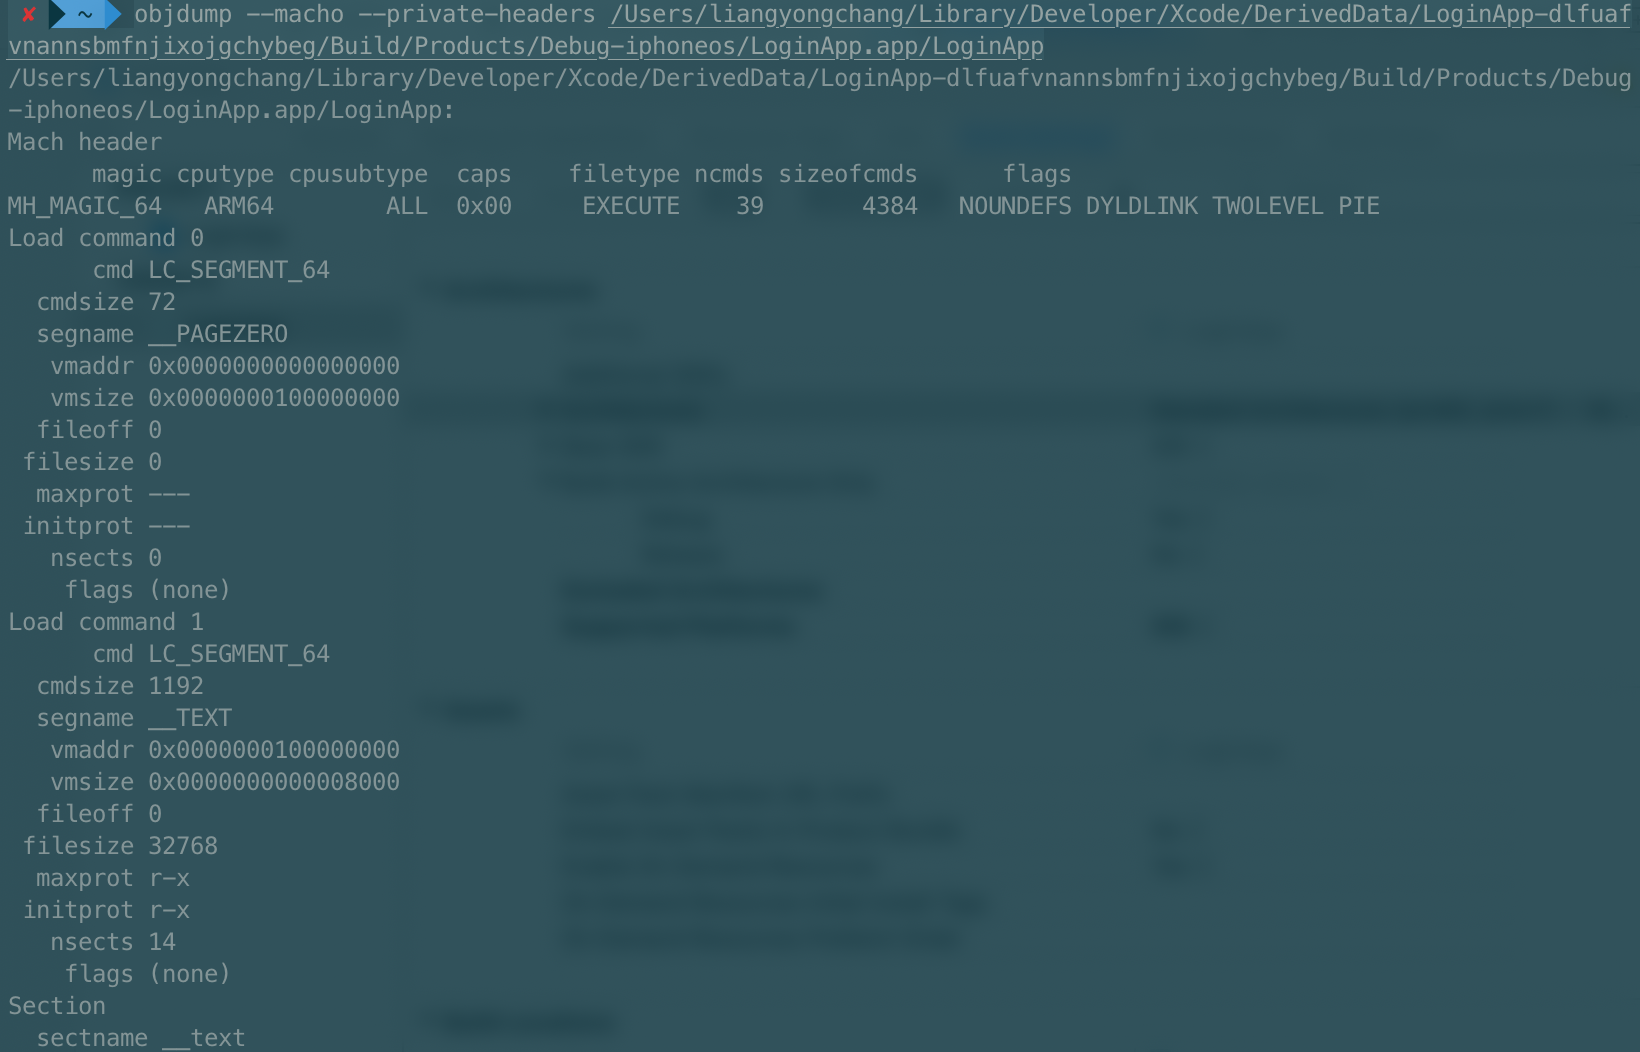 ✘ ~ objdump --macho --private-headers /Users/liangyongchang/Library/Developer/Xcode/DerivedData/LoginApp-dlfuaf
vnannsbmfnjixojgchybeg/Build/Products/Debug-iphoneos/LoginApp.app/LoginApp
/Users/liangyongchang/Library/Developer/Xcode/DerivedData/LoginApp-dlfuafvnannsbmfnjixojgchybeg/Build/Products/Debug
-iphoneos/LoginApp.app/LoginApp:
Mach header
magic cputype cpusubtype caps filetype ncmds sizeofcmds flags
MH_MAGIC_64 ARM64 ALL 0x00 EXECUTE 39 4384 NOUNDEFS DYLDLINK TWOLEVEL PIE
Load command 0
cmd LC_SEGMENT_64
cmdsize 72
segname __PAGEZERO
vmaddr 0x0000000000000000
vmsize 0x0000000100000000
fileoff 0
filesize 0
maxprot ---
initprot ---
nsects 0
flags (none)
Load command 1
cmd LC_SEGMENT_64
cmdsize 1192
segname __TEXT
vmaddr 0x0000000100000000
vmsize 0x0000000000008000
fileoff 0
filesize 32768
maxprot r-x
initprot r-x
nsects 14
flags (none)
Section
sectname __text